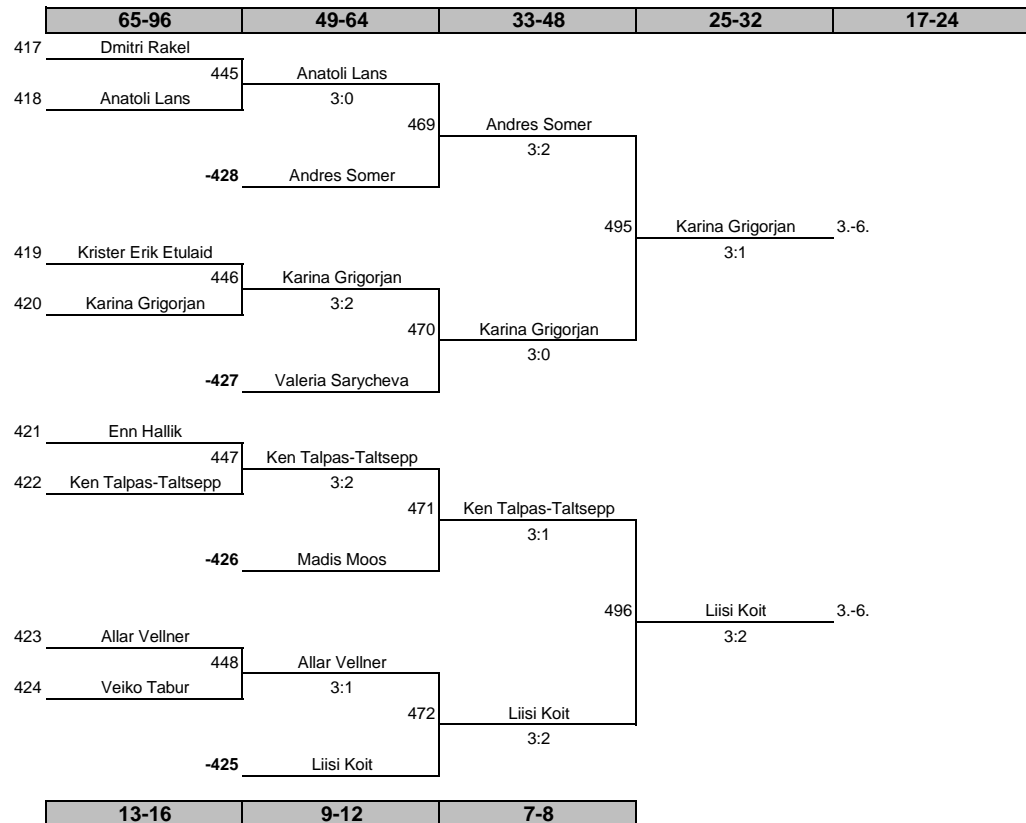 65-96 49-64 33-48 25-32 17-24
417 Dmitri Rakel
445 Anatoli Lans
418 Anatoli Lans 3:0
469 Andres Somer
3:2
-428 Andres Somer
495 Karina Grigorjan 3.-6.
419 Krister Erik Etulaid 3:1
446 Karina Grigorjan
420 Karina Grigorjan 3:2
470 Karina Grigorjan
3:0
-427 Valeria Sarycheva
421 Enn Hallik
447 Ken Talpas-Taltsepp
422 Ken Talpas-Taltsepp 3:2
471 Ken Talpas-Taltsepp
3:1
-426 Madis Moos
496 Liisi Koit 3.-6.
423 Allar Vellner 3:2
448 Allar Vellner
424 Veiko Tabur 3:1
472 Liisi Koit
3:2
-425 Liisi Koit
13-16 9-12 7-8